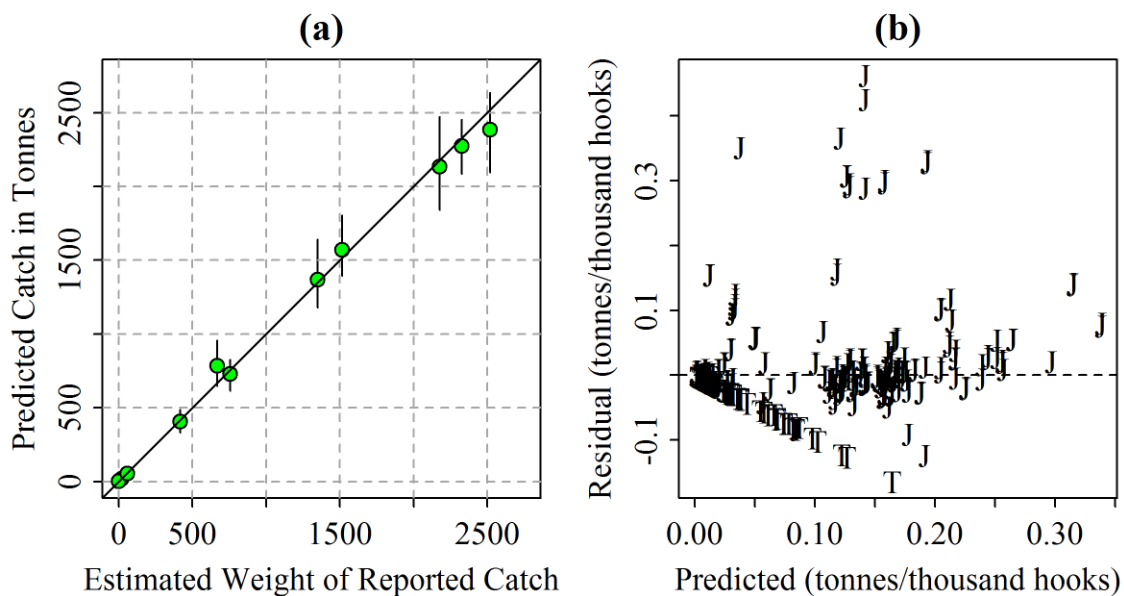 (a)
Predicted Catch in Tonnes
2500
1500
500
0
0 500 1500 2500
Estimated Weight of Reported Catch
(b)
Residual (tonnes/thousand hooks)
0.3
0.1
-0.1
J
T
0.00 0.10 0.20 0.30
Predicted (tonnes/thousand hooks)